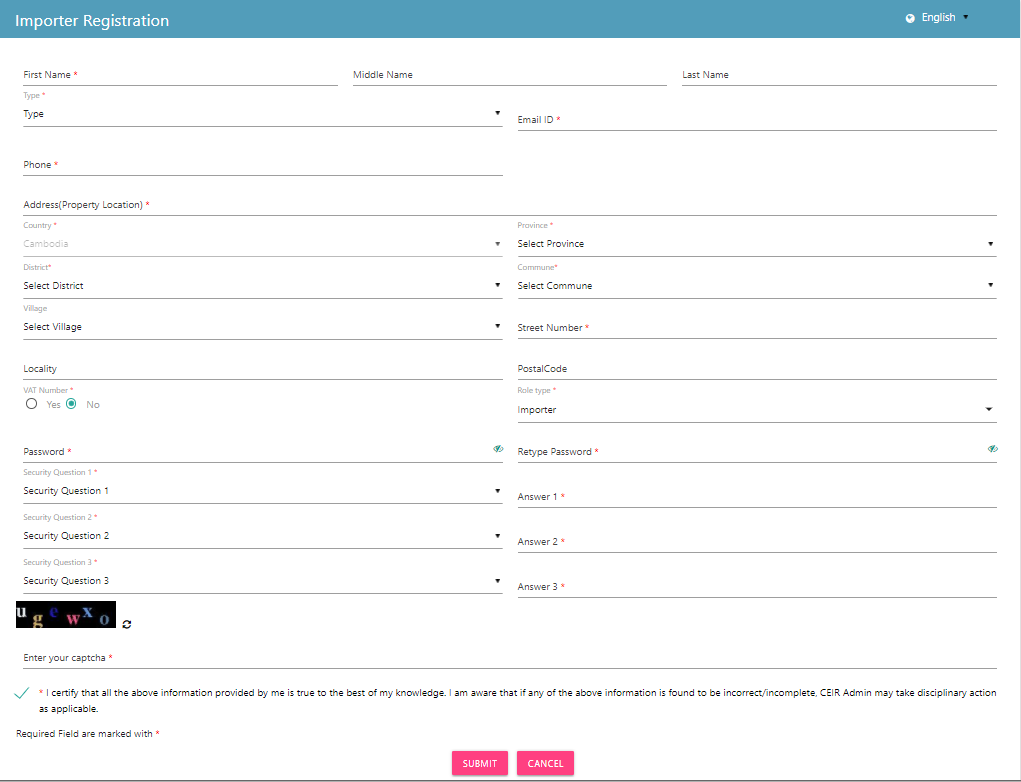 Importer Registration
English
First Name *
Middle Name
Last Name
Type *
Type
Email ID *
Phone *
Address(Property Location) *
Country *
Cambodia
Province *
Select Province
District*
Select District
Commune*
Select Commune
Village
Select Village
Street Number *
Locality
PostalCode
VAT Number *
Yes
No
Role type *
Importer
Password *
Retype Password *
Security Question 1 *
Security Question 1
Answer 1 *
Security Question 2 *
Security Question 2
Answer 2 *
Security Question 3 *
Security Question 3
Answer 3 *
ugewxo
Enter your captcha *
* I certify that all the above information provided by me is true to the best of my knowledge. I am aware that if any of the above information is found to be incorrect/incomplete, CEIR Admin may take disciplinary action
as applicable.
Required Field are marked with *
SUBMIT
CANCEL